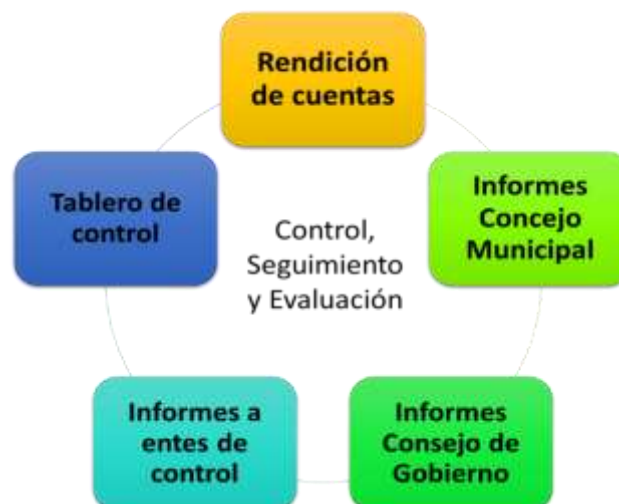 Rendición
de cuentas
Informes
Concejo
Municipal
Informes
Consejo de
Gobierno
Informes a
entes de
control
Tablero de
control
Control,
Seguimiento
y Evaluación